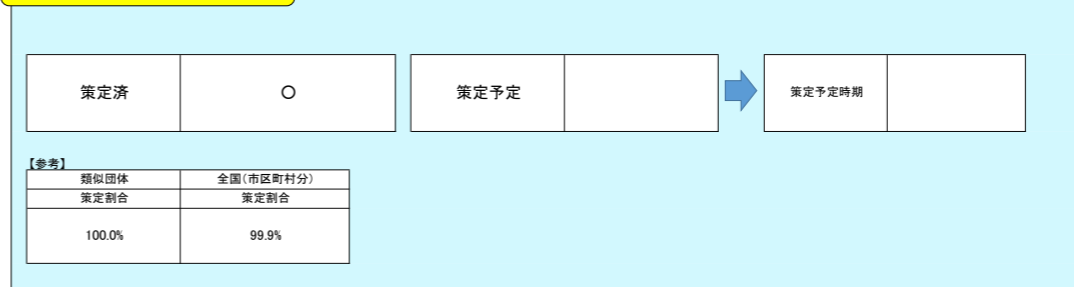 策定済 ○ 策定予定 策定予定時期
【参考】
類似団体 全国(市区町村分)
策定割合 策定割合
100.0% 99.9%